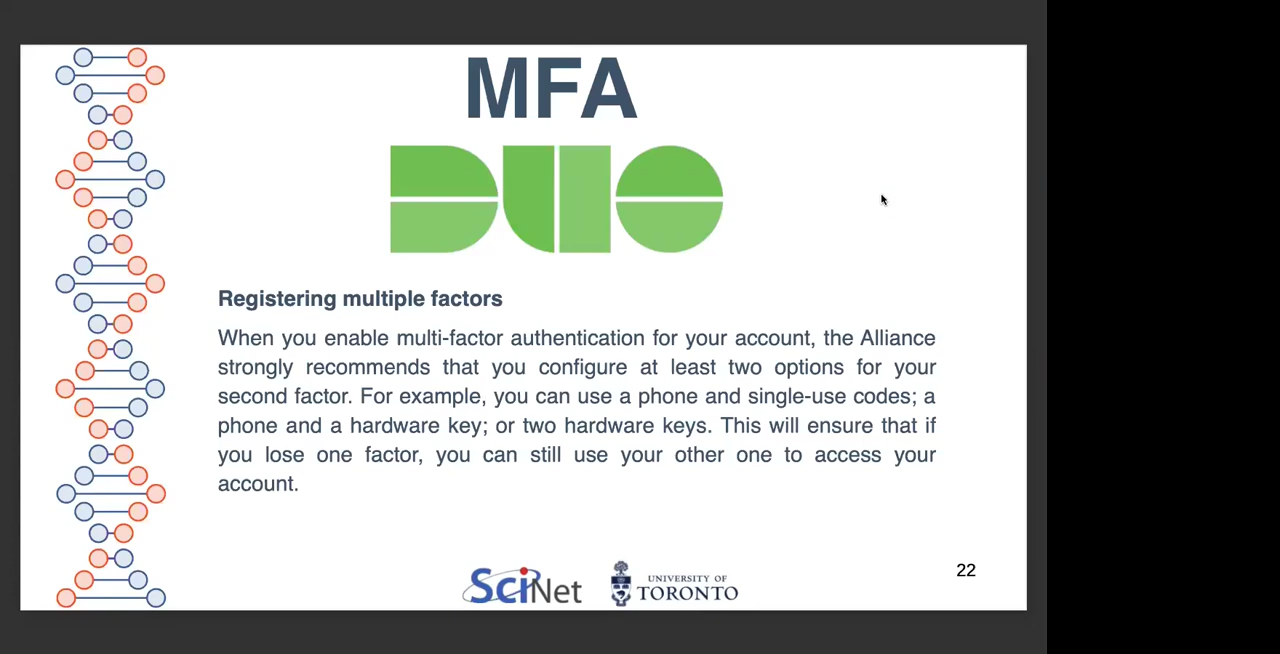 MFA
DUO
Registering multiple factors
When you enable multi-factor authentication for your account, the Alliance
strongly recommends that you configure at least two options for your
second factor. For example, you can use a phone and single-use codes; a
phone and a hardware key; or two hardware keys. This will ensure that if
you lose one factor, you can still use your other one to access your
account.
SciNet
UNIVERSITY OF
TORONTO
22